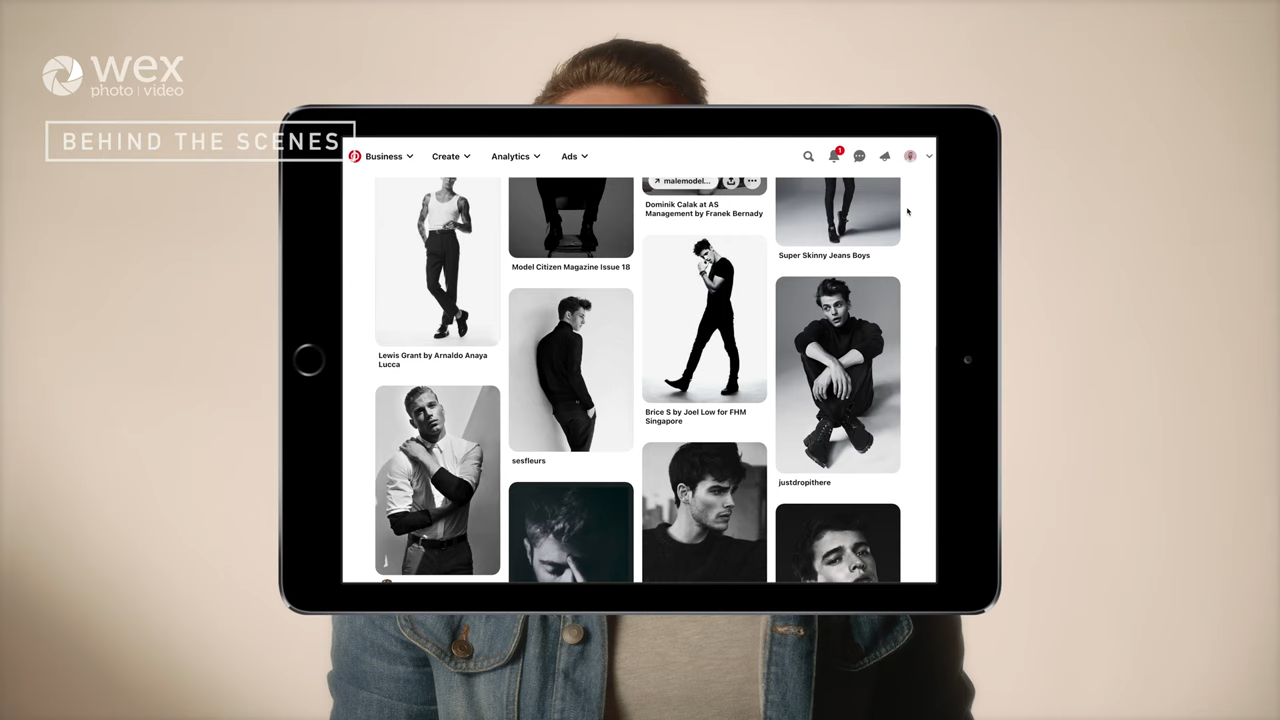 wex
photo | video
BEHIND THE SCENES
Business
Create
Analytics
Ads
1
malemodel...
Dominik Calak at AS
Management by Franek Bernady
Super Skinny Jeans Boys
Model Citizen Magazine Issue 18
Lewis Grant by Arnaldo Anaya
Lucca
Brice S by Joel Low for FHM
Singapore
sesfleurs
justdropithere